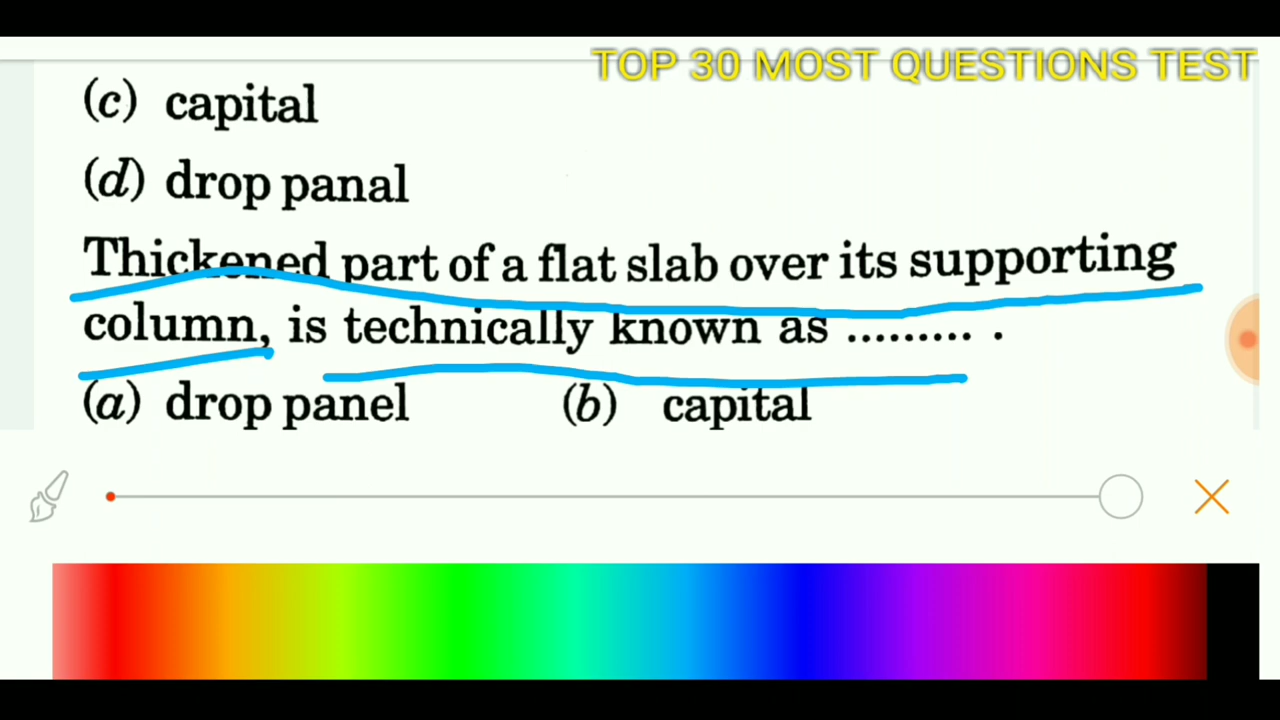 TOP 30 MOST QUESTIONS TEST
(c) capital
(d) drop panal
Thickened part of a flat slab over its supporting
column, is technically known as ......... .
(a) drop panel (b) capital